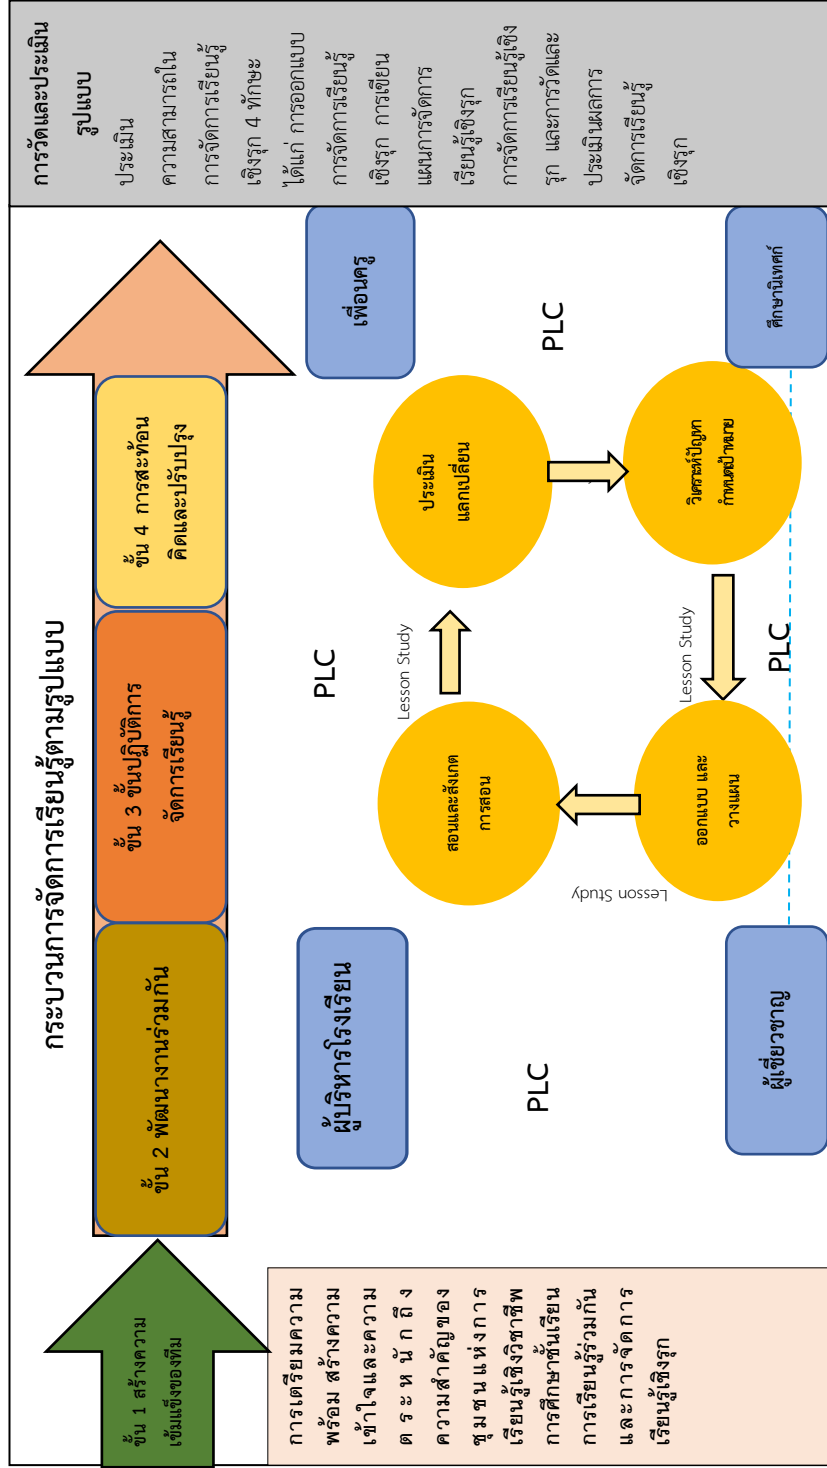 กระบวนการจัดการเรียนรู้ตามรูปแบบ
ขั้น 1 สร้างความ
เข้มแข็งของทีม
ขั้น 2 พัฒนางานร่วมกัน
ขั้น 3 ขั้นปฏิบัติการ
จัดการเรียนรู้
ขั้น 4 การสะท้อน
คิดและปรับปรุง
การเตรียมความ
พร้อม สร้างความ
เข้าใจและความ
ตระหนักถึง
ความสำคัญของ
ชุมชนแห่งการ
เรียนรู้เชิงวิชาชีพ
การศึกษาชั้นเรียน
การเรียนรู้ร่วมกัน
และการจัดการ
เรียนรู้เชิงรุก
ผู้บริหารโรงเรียน
PLC
เพื่อนครู
สอนและสังเกต
การสอน
Lesson Study
ประเมิน
แลกเปลี่ยน
PLC
PLC
Lesson Study
ออกแบบ และ
วางแผน
Lesson Study
วิเคราะห์ปัญหา
กำหนดเป้าหมาย
ผู้เชี่ยวชาญ
PLC
ศึกษานิเทศก์
การวัดและประเมิน
รูปแบบ
ประเมิน
ความสามารถใน
การจัดการเรียนรู้
เชิงรุก 4 ทักษะ
ได้แก่ การออกแบบ
การจัดการเรียนรู้
เชิงรุก การเขียน
แผนการจัดการ
เรียนรู้เชิงรุก
การจัดการเรียนรู้เชิง
รุก และการวัดและ
ประเมินผลการ
จัดการเรียนรู้
เชิงรุก